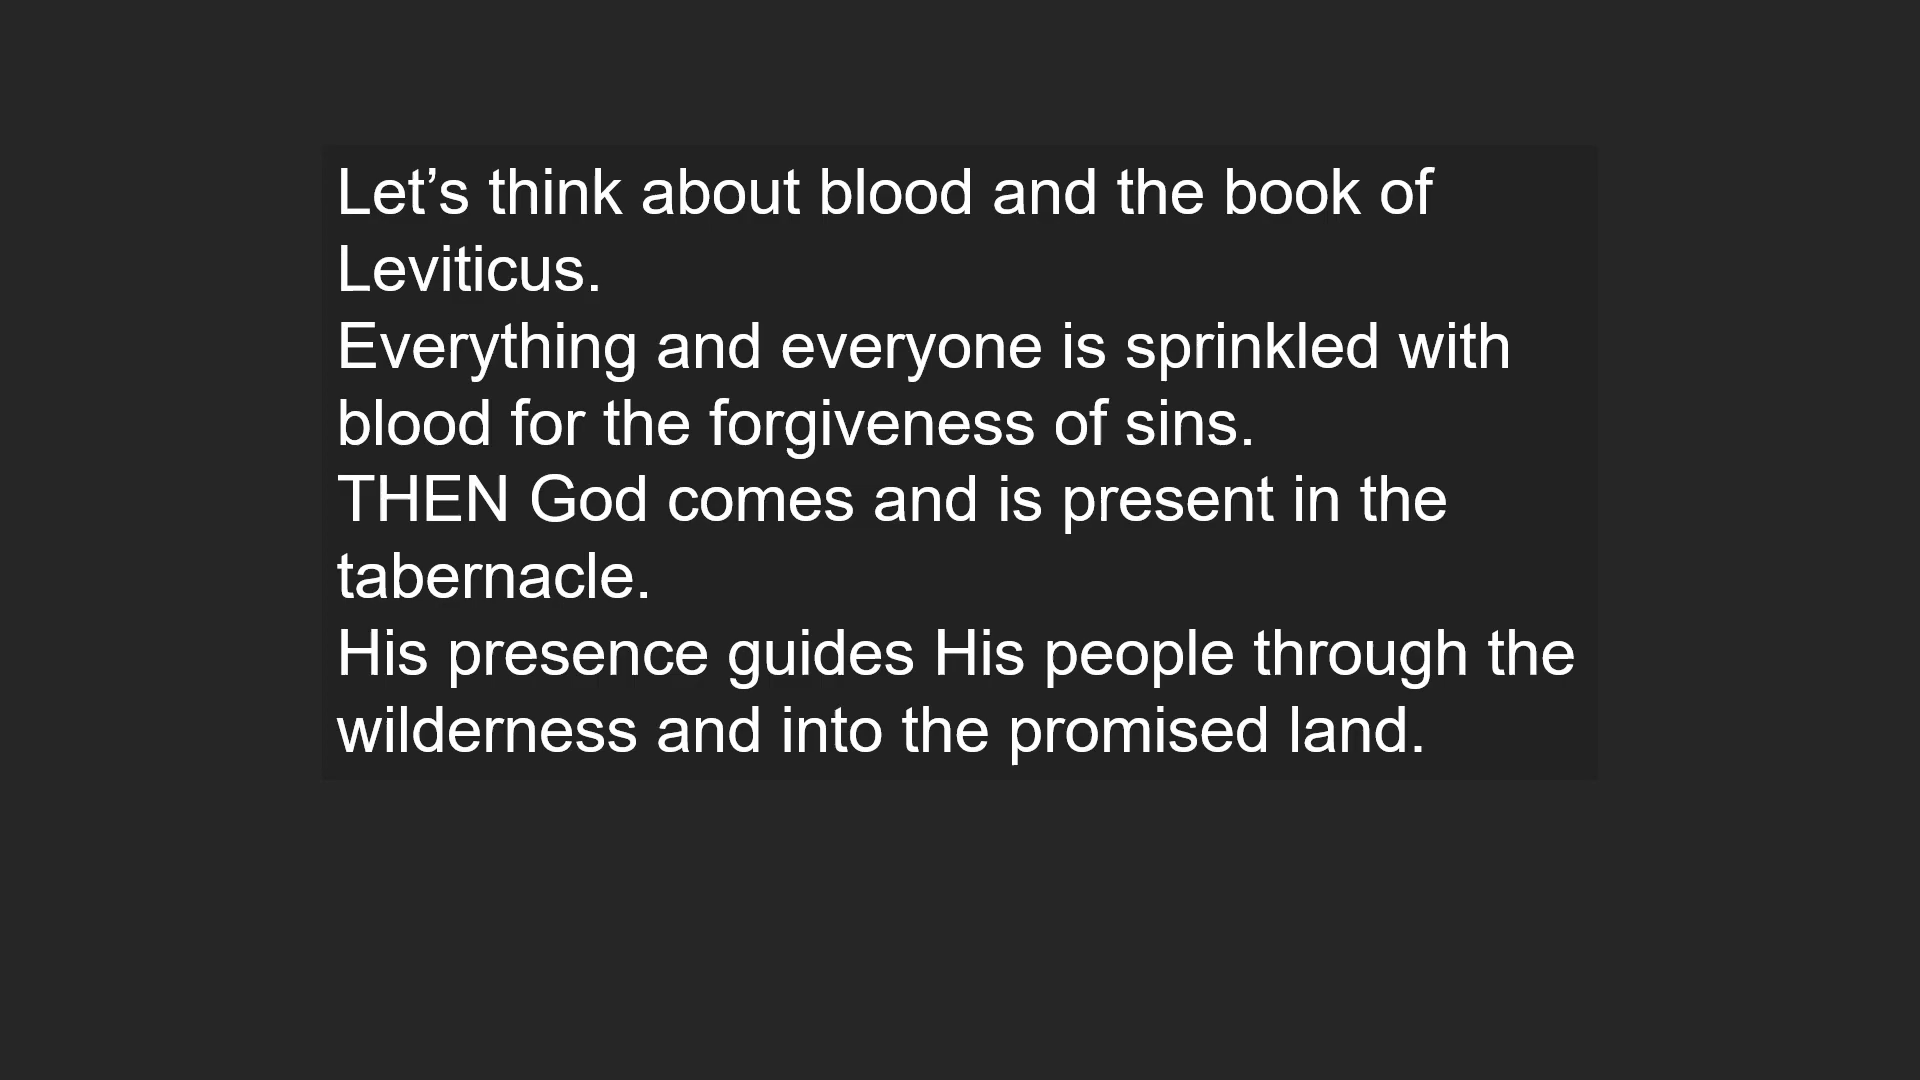 Let’s think about blood and the book of
Leviticus.
Everything and everyone is sprinkled with
blood for the forgiveness of sins.
THEN God comes and is present in the
tabernacle.
His presence guides His people through the
wilderness and into the promised land.